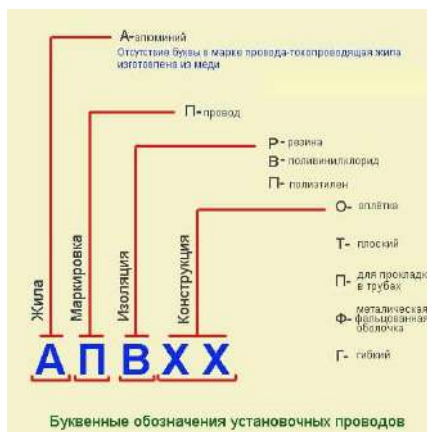 А-алюминий
Отсутствие буквы в марке провода-токопроводящая жила
изготовлена из меди
П-провод
Р- резина
В- поливинилхлорид
П- полиэтилен
О- оплётка
Т- плоский
П- для прокладки
в трубах
Ф- металическая
фальцованная
оболочка
Г- гибкий
Жила
Маркировка
Изоляция
Конструкция
А П В Х Х
Буквенные обозначения установочных проводов